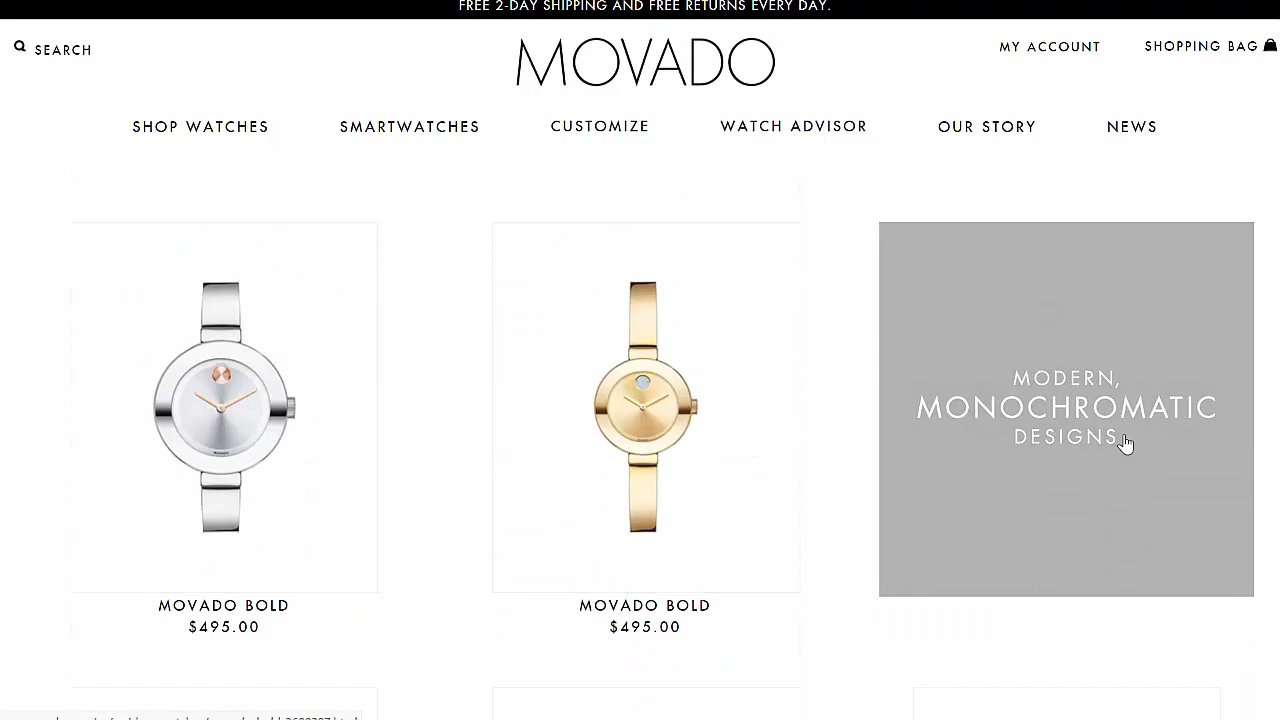 FREE 2-DAY SHIPPING AND FREE RETURNS EVERY DAY.
SEARCH
MOVADO
MY ACCOUNT
SHOPPING BAG
SHOP WATCHES
SMARTWATCHES
CUSTOMIZE
WATCH ADVISOR
OUR STORY
NEWS
MODERN,
MONOCHROMATIC
DESIGNS
MOVADO BOLD
$495.00
MOVADO BOLD
$495.00